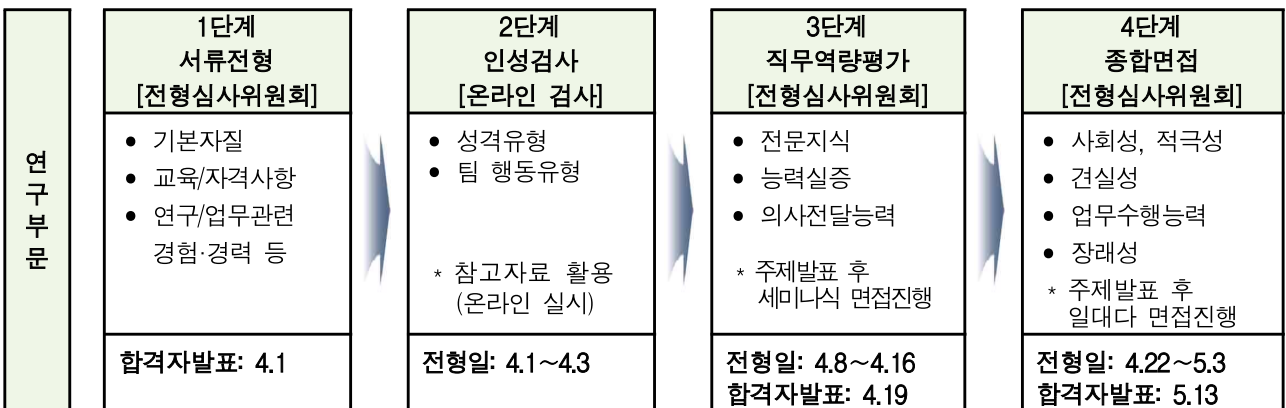 연구부문
1단계
서류전형
[전형심사위원회]
• 기본자질
• 교육/자격사항
• 연구/업무관련
경험·경력 등
합격자발표: 4.1
2단계
인성검사
[온라인 검사]
• 성격유형
• 팀 행동유형
* 참고자료 활용
(온라인 실시)
전형일: 4.1~4.3
3단계
직무역량평가
[전형심사위원회]
• 전문지식
• 능력실증
• 의사전달능력
* 주제발표 후
세미나식 면접진행
전형일: 4.8~4.16
합격자발표: 4.19
4단계
종합면접
[전형심사위원회]
• 사회성, 적극성
• 견실성
• 업무수행능력
• 장래성
* 주제발표 후
일대다 면접진행
전형일: 4.22~5.3
합격자발표: 5.13